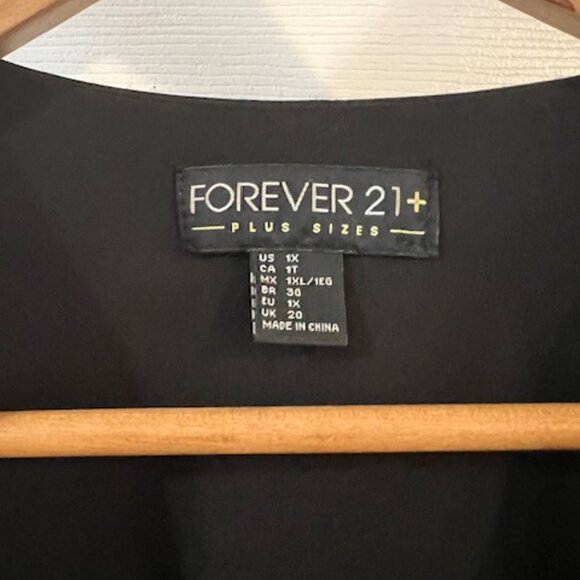 FOREVER 21+
PLUS SIZES
US 1X
CA 1T
MX 1XL/1EG
BR 3G
EU 1X
UK 20
MADE IN CHINA